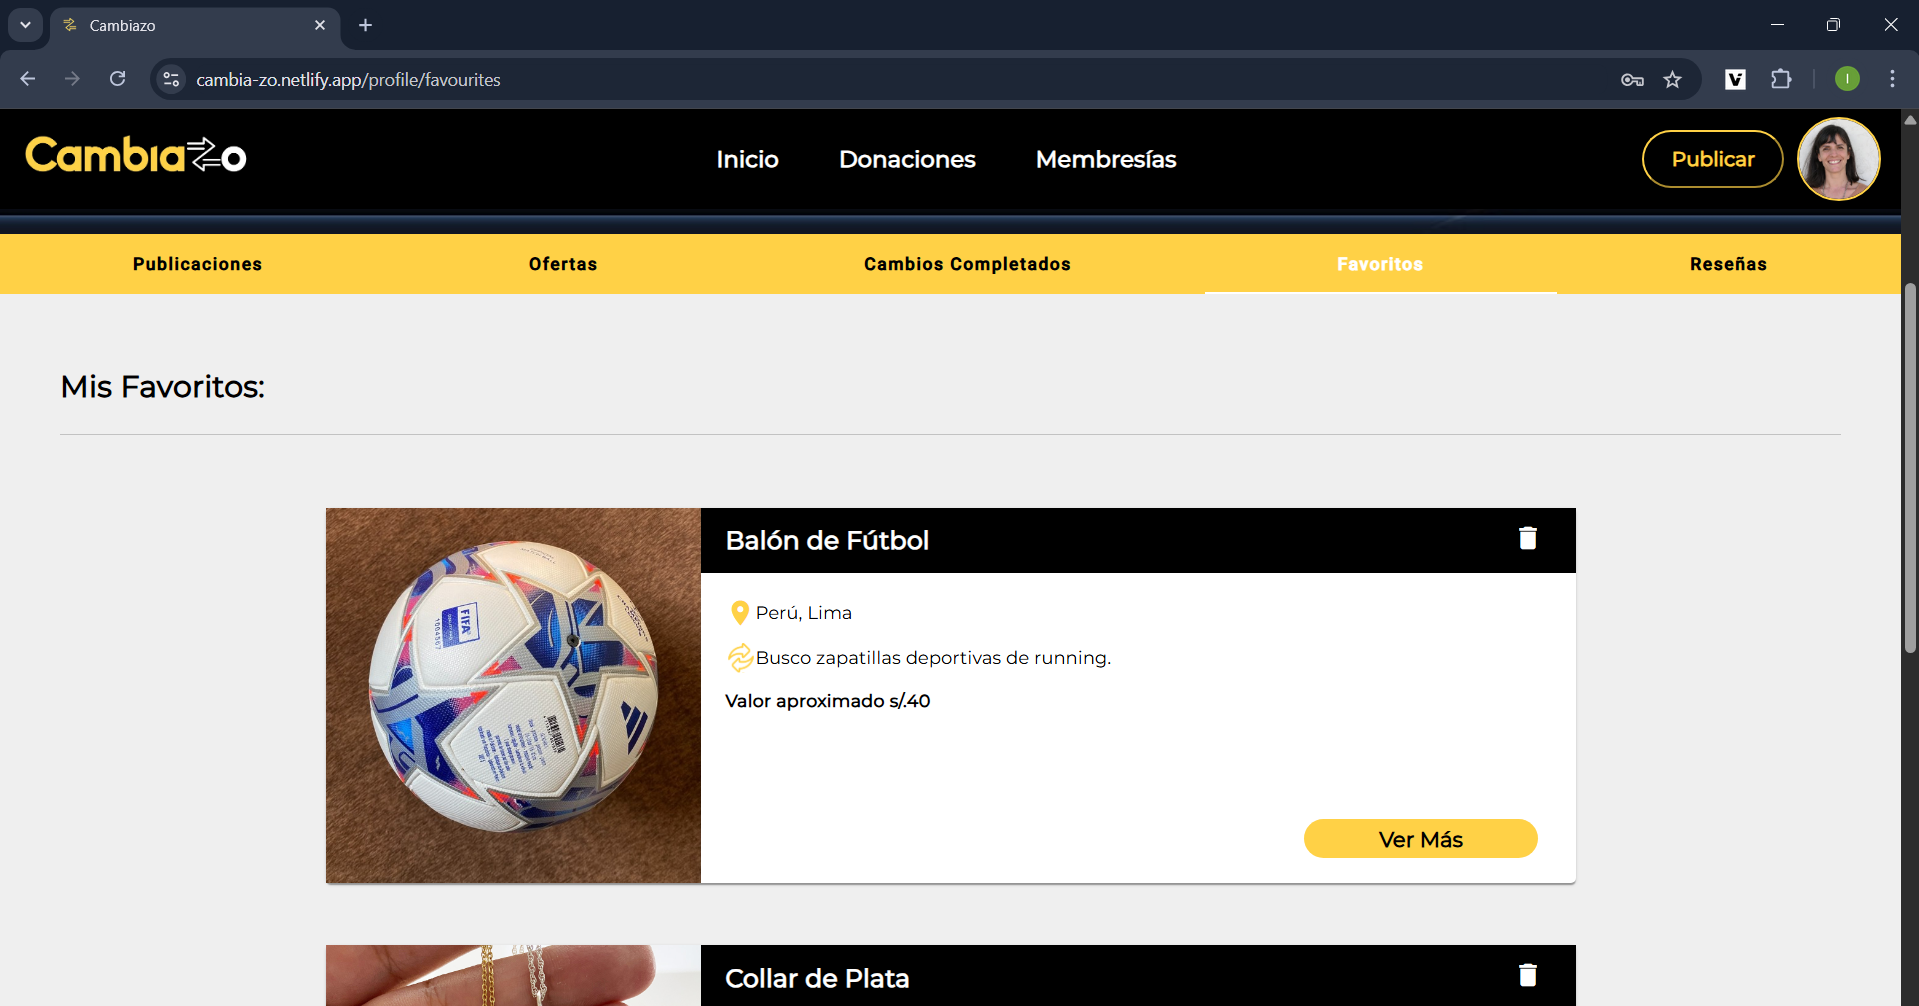 Cambiazo
cambia-zo.netlify.app/profile/favourites
I
Cambiazo
Inicio
Donaciones
Membresías
Publicar
Publicaciones
Ofertas
Cambios Completados
Favoritos
Reseñas
Mis Favoritos:
Balón de Fútbol
FIFA
Perú, Lima
Busco zapatillas deportivas de running.
Valor aproximado s/.40
Ver Más
Collar de Plata